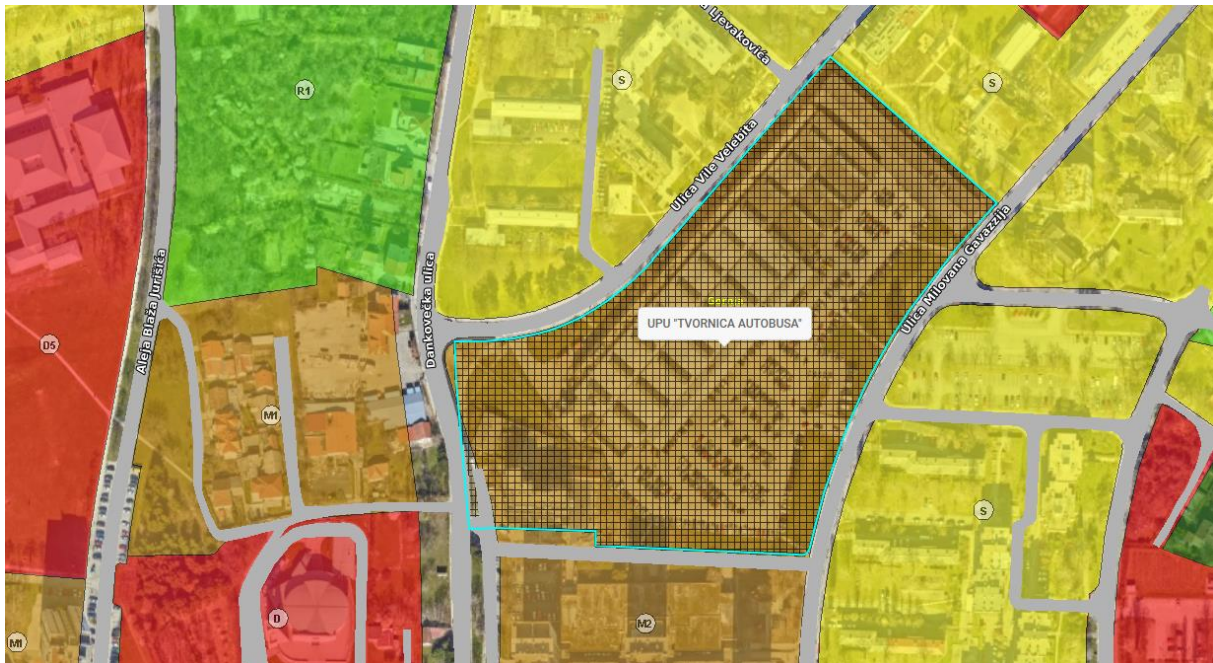 Ljevakovića
S
S
R1
Ulica Vile Velebita
Aleja Blaža Jurišića
Dankovečka ulica
Ulica Milovana Gavazzija
Gornja
UPU "TVORNICA AUTOBUSA"
D5
M1
S
D
M2
M1